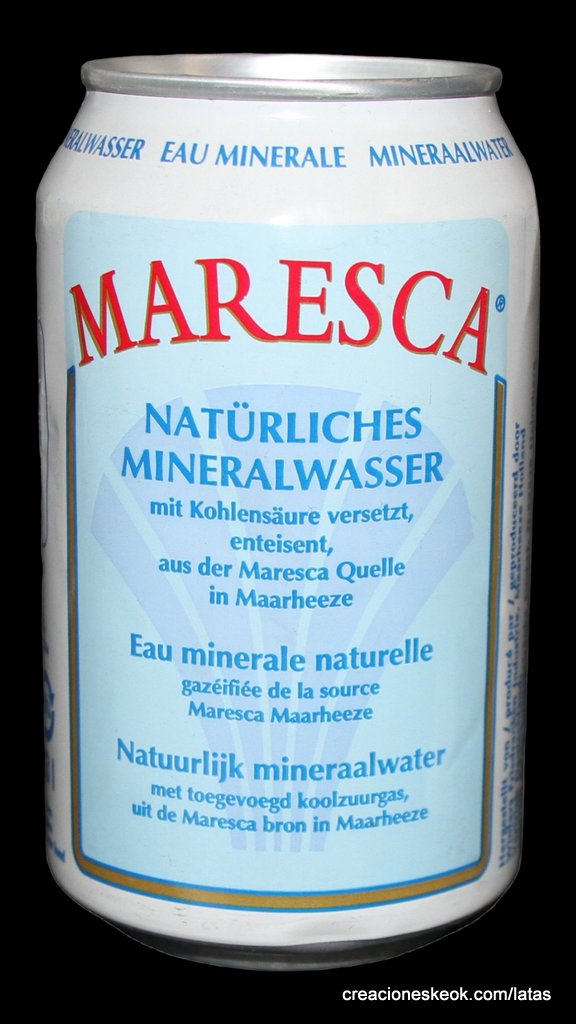 EAU MINERALE MINERAALWATER
MARESCA®
NATÜRLICHES
MINERALWASSER
mit Kohlensäure versetzt,
enteisent,
aus der Maresca Quelle
in Maarheeze
Eau minerale naturelle
gazéifiée de la source
Maresca Maarheeze
Natuurlijk mineraalwater
met toegevoegd koolzuurgas,
uit de Maresca bron in Maarheeze
creacioneskeok.com/latas